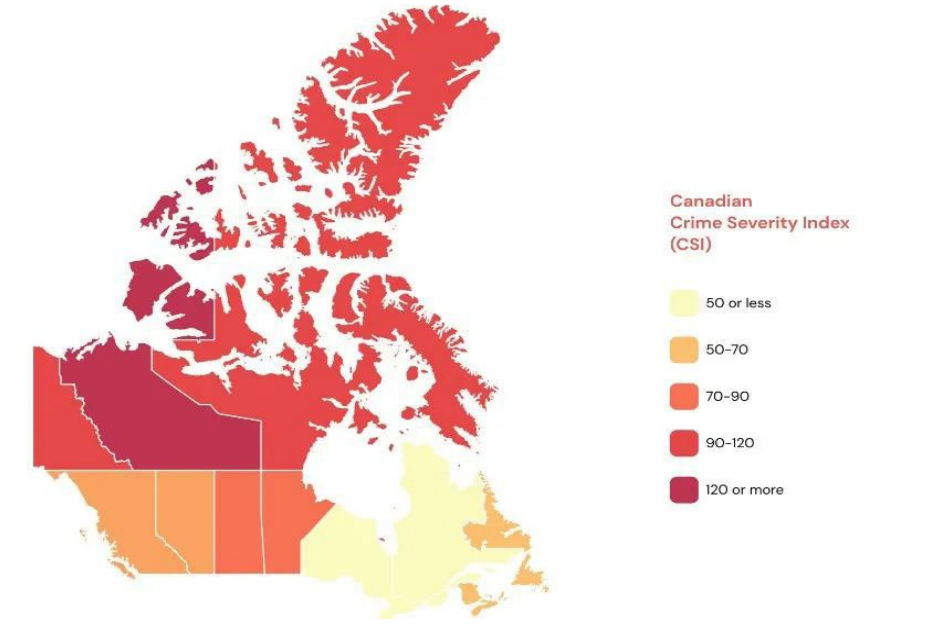 Canadian
Crime Severity Index
(CSI)
50 or less
50-70
70-90
90-120
120 or more